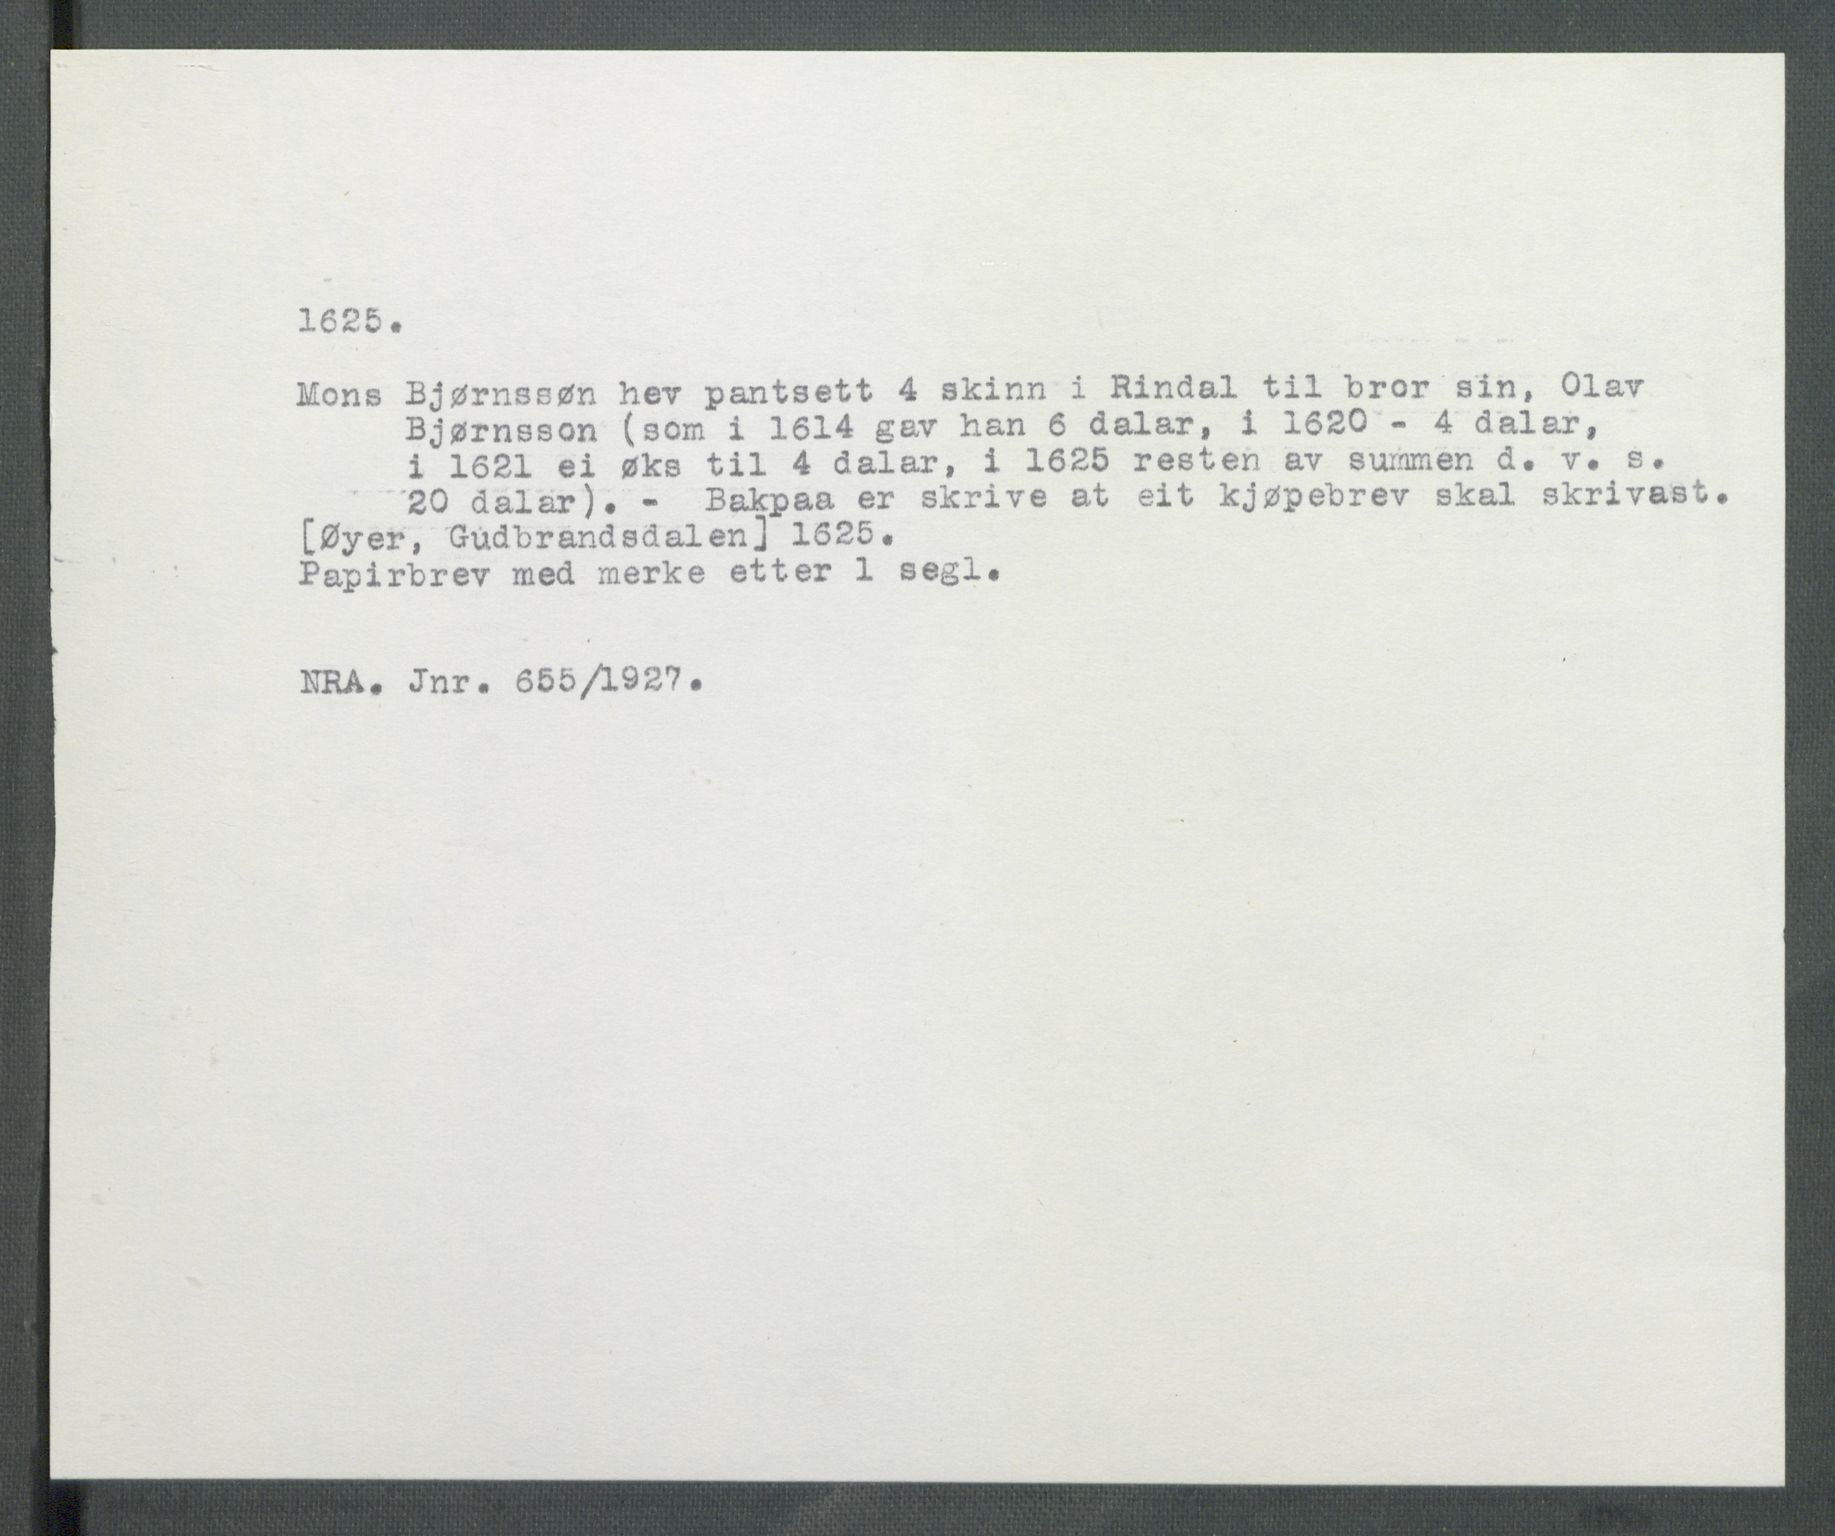 1625.
Mons Bjørnssøn hev pantsett 4 skinn i Rindal til bror sin, Olav
Bjørnsson (som i 1614 gav han 6 dalar, i 1620 - 4 dalar,
i 1621 ei øks til 4 dalar, i 1625 resten av summen d. v. s.
20 dalar). - Bakpaa er skrive at eit kjøpebrev skal skrivast.
[Øyer, Gudbrandsdalen] 1625.
Papirbrev med merke etter 1 segl.
NRA. Jnr. 655/1927.